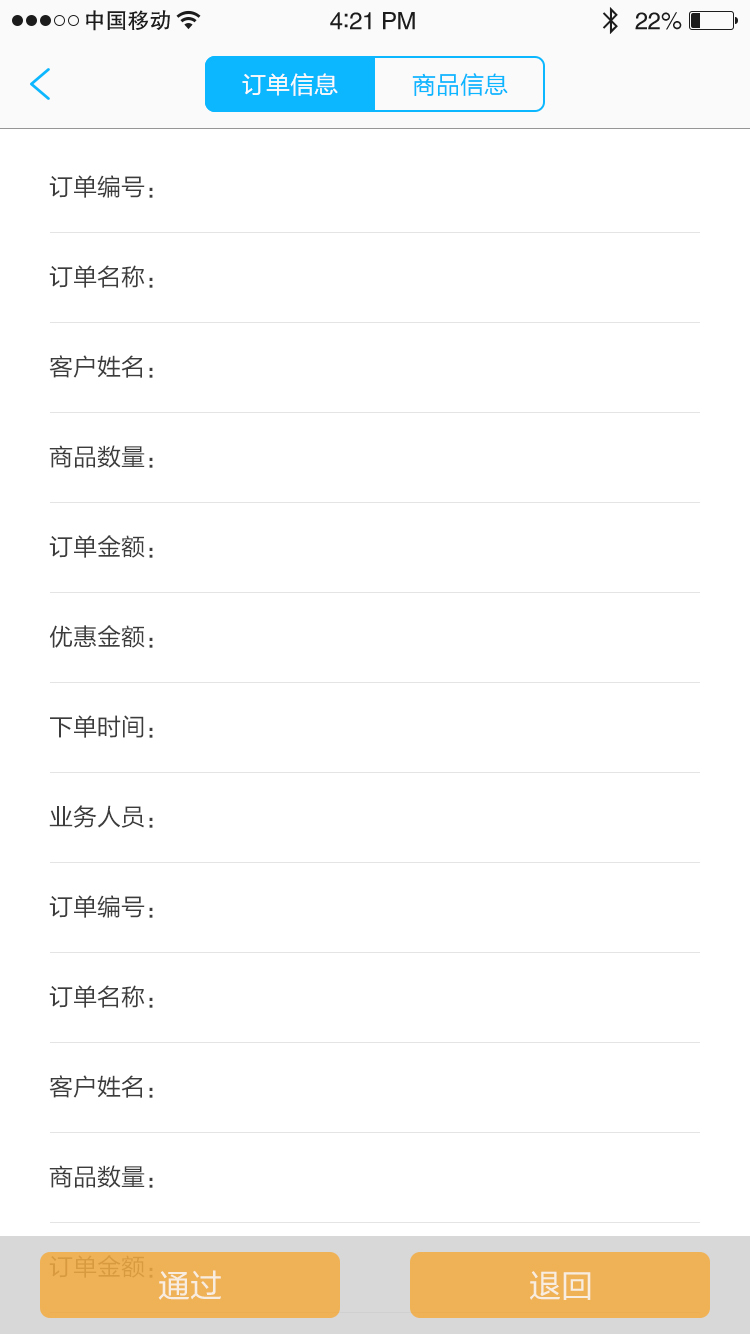 中国移动 4:21 PM 22%
订单信息 商品信息
订单编号：
订单名称：
客户姓名：
商品数量：
订单金额：
优惠金额：
下单时间：
业务人员：
订单编号：
订单名称：
客户姓名：
商品数量：
订单金额：
通过 退回